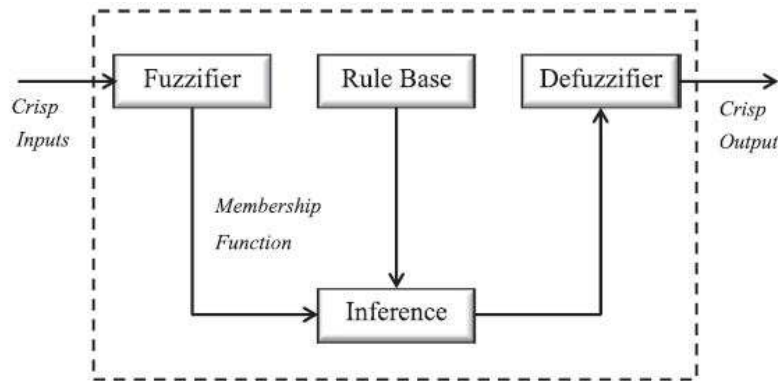 Fuzzifier
Rule Base
Defuzzifier
Crisp
Inputs
Crisp
Output
Membership
Function
Inference